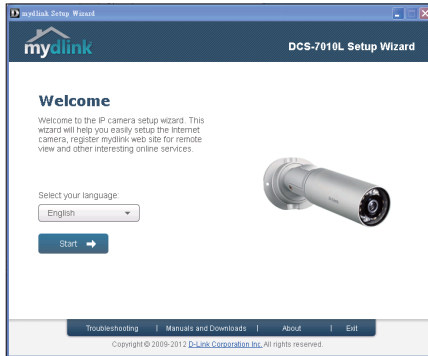 mydlink Setup Wizard
mydlink
DCS-7010L Setup Wizard
Welcome
Welcome to the IP camera setup wizard. This
wizard will help you easily setup the Internet
camera, register mydlink web site for remote
view and other interesting online services.
Select your language:
English
Start
Troubleshooting | Manuals and Downloads | About | Exit
Copyright © 2009-2012 D-Link Corporation Inc. All rights reserved.